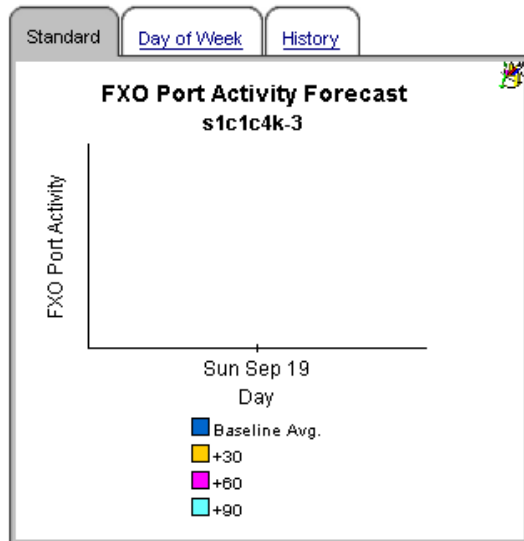 Standard
Day of Week
History
FXO Port Activity Forecast
s1c1c4k-3
FXO Port Activity
Sun Sep 19
Day
Baseline Avg.
+30
+60
+90